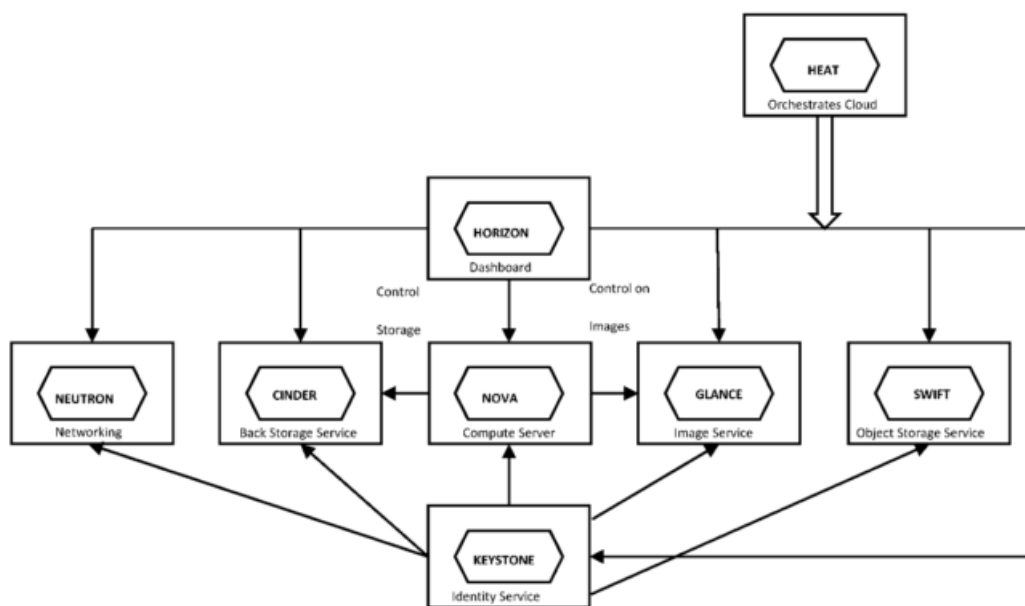 HEAT
Orchestrates Cloud
HORIZON
Dashboard
Control
Storage
Control on
Images
NEUTRON
Networking
CINDER
Back Storage Service
NOVA
Compute Server
GLANCE
Image Service
SWIFT
Object Storage Service
KEYSTONE
Identity Service